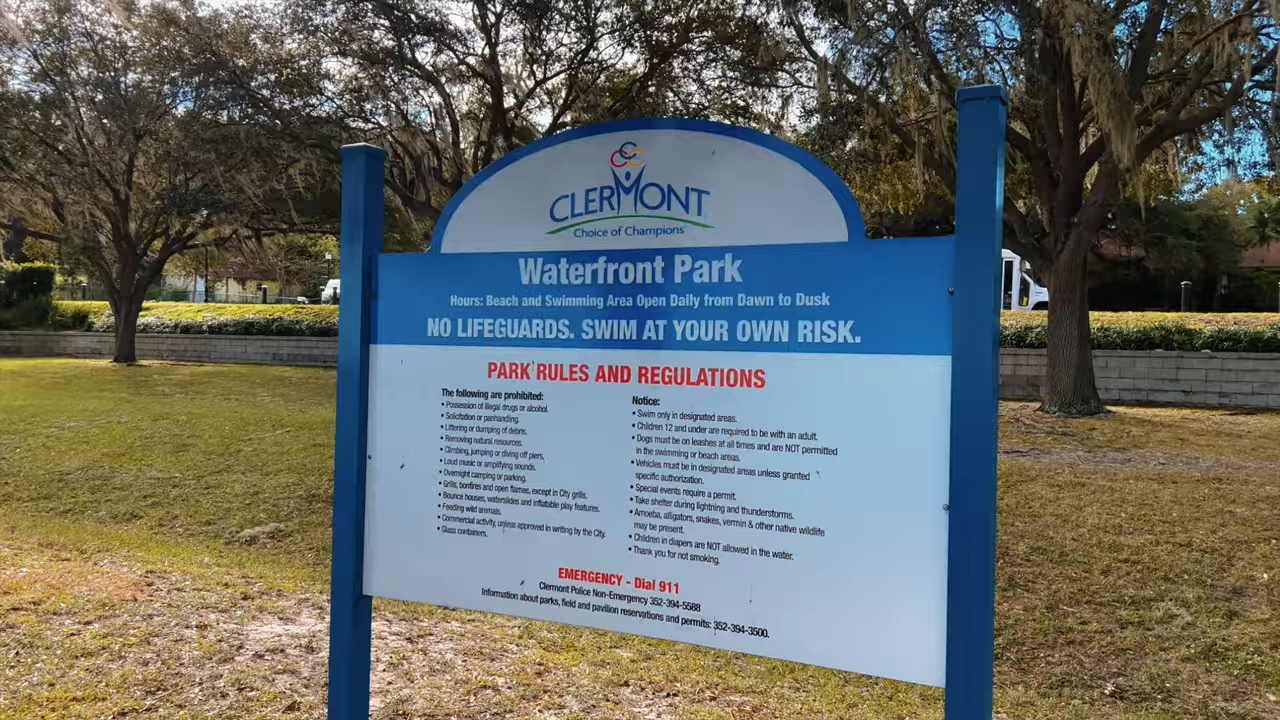 CLERMONT
Choice of Champions
Waterfront Park
Hours: Beach and Swimming Area Open Daily from Dawn to Dusk
NO LIFEGUARDS. SWIM AT YOUR OWN RISK.
PARK RULES AND REGULATIONS
The following are prohibited:
• Possession of illegal drugs or alcohol.
• Solicitation or panhandling.
• Littering or dumping of debris.
• Removing natural resources.
• Climbing, jumping or diving off piers.
• Loud music or amplifying sounds.
• Overnight camping or parking.
• Grills, bonfires and open flames, except in City grills.
• Bounce houses, waterslides and inflatable play features.
• Feeding wild animals.
• Commercial activity, unless approved in writing by the City.
• Glass containers.
Notice:
• Swim only in designated areas.
• Children 12 and under are required to be with an adult.
• Dogs must be on leashes at all times and are NOT permitted
in the swimming or beach areas.
• Vehicles must be in designated areas unless granted
specific authorization.
• Special events require a permit.
• Take shelter during lightning and thunderstorms.
• Amoeba, alligators, snakes, vermin & other native wildlife
may be present.
• Children in diapers are NOT allowed in the water.
• Thank you for not smoking.
EMERGENCY - Dial 911
Clermont Police Non-Emergency 352-394-5588
Information about parks, field and pavilion reservations and permits: 352-394-3500.